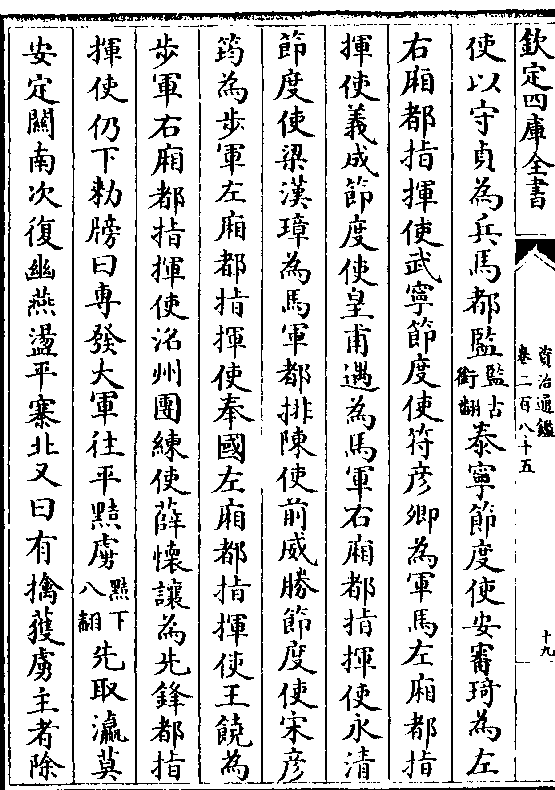 欽定四庫全書
資治通鑑
卷二百八十五
十九
使以守貞為兵馬都監監古銜翻泰寧節度使安審琦為左
右廂都指揮使武寧節度使符彦卿為軍馬左廂都指
揮使義成節度使皇甫遇為馬軍右廂都指揮使永清
節度使梁漢璋為馬軍都排陳使前威勝節度使宋彦
筠為步軍左廂都指揮使奉國左廂都指揮使王饒為
步軍右廂都指揮使洺州團練使薛懐讓為先鋒都指
揮使仍下勑牓曰專發大軍往平黠虜黠下八翻先取瀛莫
安定關南次復幽燕盪平塞北又曰有擒獲虜主者除